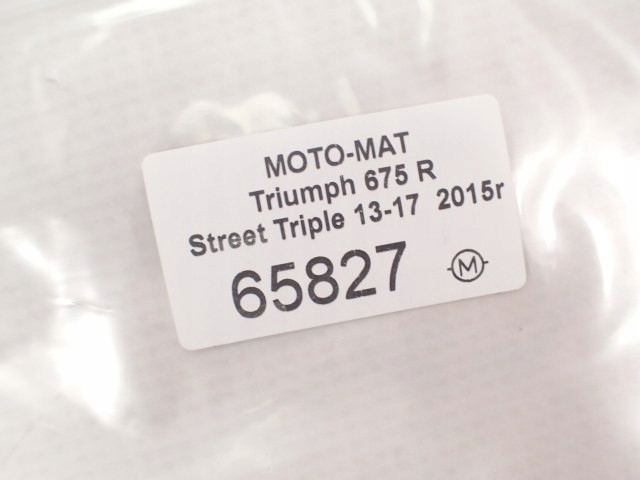 MOTO-MAT
Triumph 675 R
Street Triple 13-17 2015r
65827
M